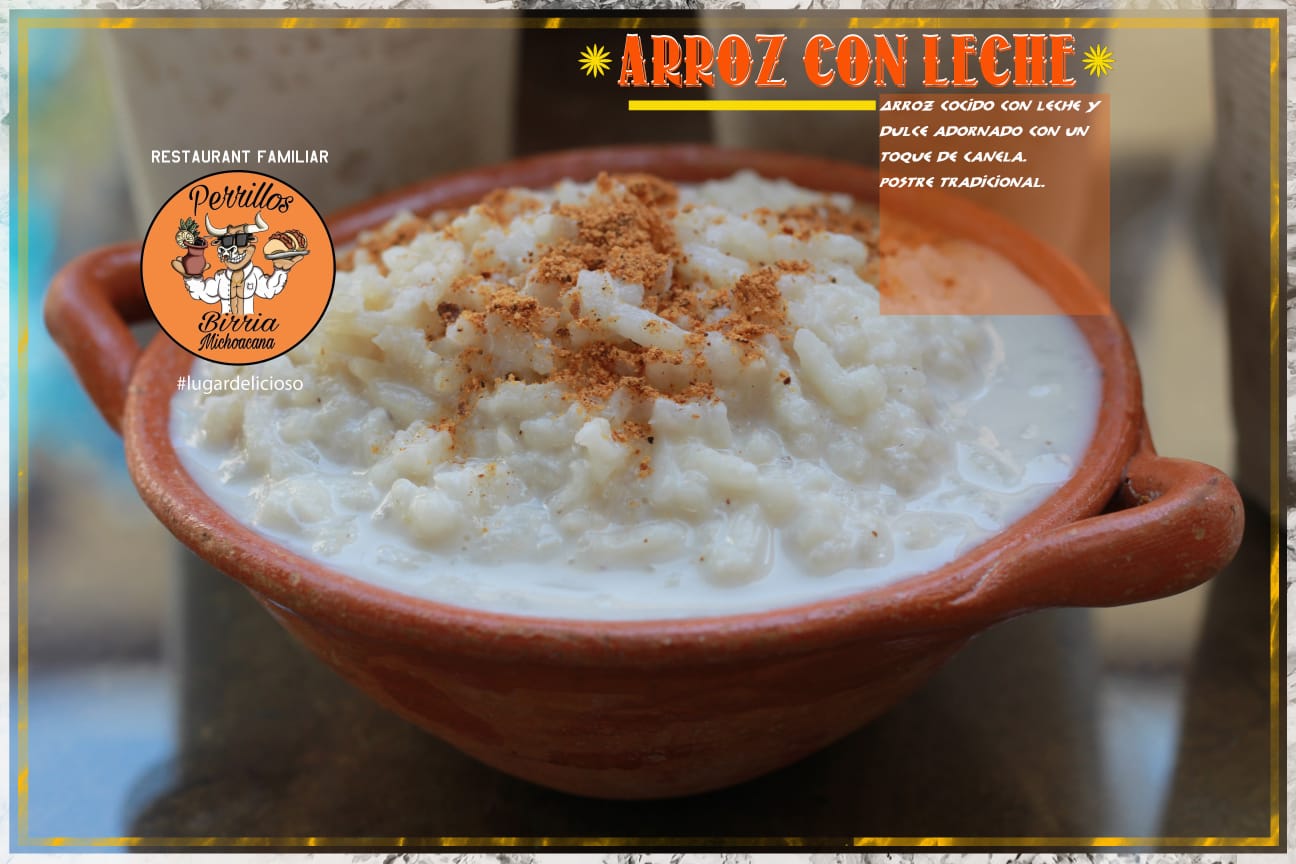 ARROZ CON LECHE
ARROZ COCIDO CON LECHE Y
DULCE ADORNADO CON UN
TOQUE DE CANELA.
POSTRE TRADICIONAL.
RESTAURANT FAMILIAR
Perrillos
Birria
Michoacana
#lugardelicioso